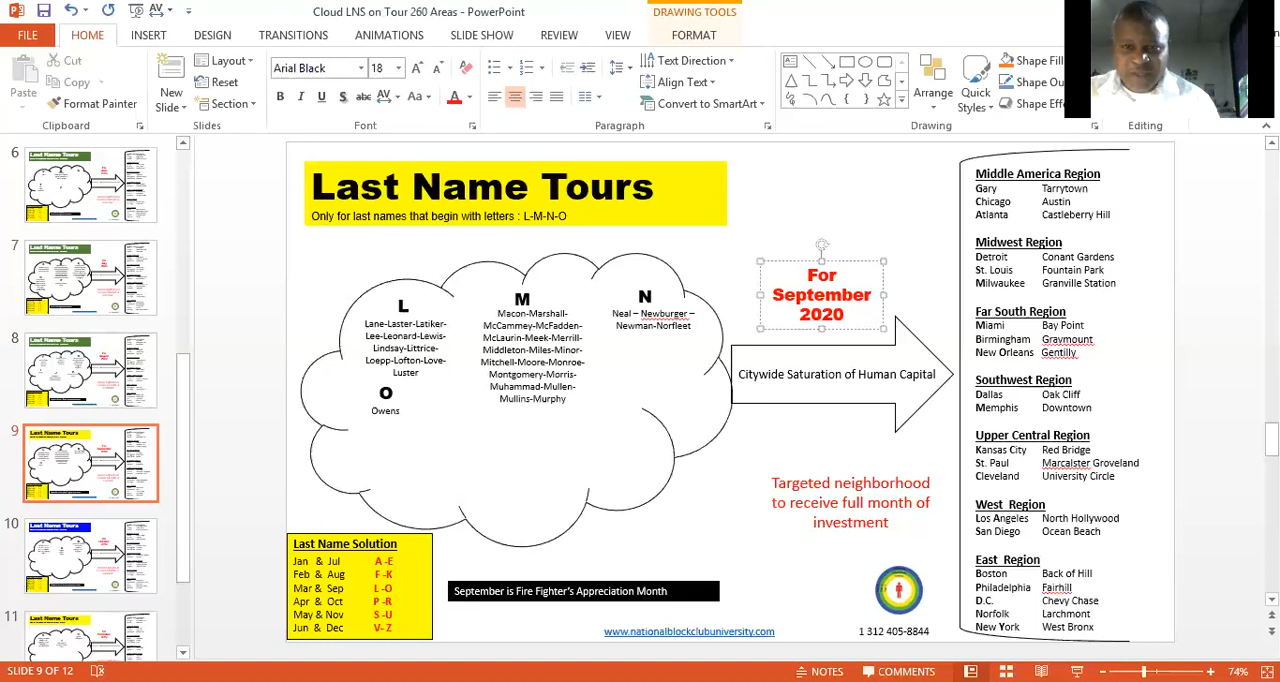 Cloud LNS on Tour 260 Areas - PowerPoint
DRAWING TOOLS
FILE
HOME
INSERT
DESIGN
TRANSITIONS
ANIMATIONS
SLIDE SHOW
REVIEW
VIEW
FORMAT
Paste
Cut
Copy
Format Painter
Clipboard
New
Slide
Layout
Reset
Section
Slides
Arial Black
18
B I U S abc AV Aa A
Font
Text Direction
Align Text
Convert to SmartArt
Paragraph
Arrange
Quick
Styles
Shape Fill
Shape Ou
Shape Effe
Drawing
Editing
6
7
8
9
10
11
Last Name Tours
Only for last names that begin with letters : L-M-N-O
L
Lane-Laster-Latiker-
Lee-Leonard-Lewis-
Lindsay-Littrice-
Loepp-Lofton-Love-
Luster
M
Macon-Marshall-
McCammey-McFadden-
McLaurin-Meek-Merrill-
Middleton-Miles-Minor-
Mitchell-Moore-Monroe-
Montgomery-Morris-
Muhammad-Mullen-
Mullins-Murphy
N
Neal – Newburger –
Newman-Norfleet
O
Owens
For
September
2020
Citywide Saturation of Human Capital
Targeted neighborhood
to receive full month of
investment
Last Name Solution
Jan & Jul A -E
Feb & Aug F -K
Mar & Sep L -O
Apr & Oct P -R
May & Nov S -U
Jun & Dec V- Z
September is Fire Fighter's Appreciation Month
www.nationalblockclubuniversity.com
1 312 405-8844
Middle America Region
Gary Tarrytown
Chicago Austin
Atlanta Castleberry Hill
Midwest Region
Detroit Conant Gardens
St. Louis Fountain Park
Milwaukee Granville Station
Far South Region
Miami Bay Point
Birmingham Graymount
New Orleans Gentilly
Southwest Region
Dallas Oak Cliff
Memphis Downtown
Upper Central Region
Kansas City Red Bridge
St. Paul Marcalster Groveland
Cleveland University Circle
West Region
Los Angeles North Hollywood
San Diego Ocean Beach
East Region
Boston Back of Hill
Philadelphia Fairhill
D.C. Chevy Chase
Norfolk Larchmont
New York West Bronx
SLIDE 9 OF 12
NOTES
COMMENTS
74%